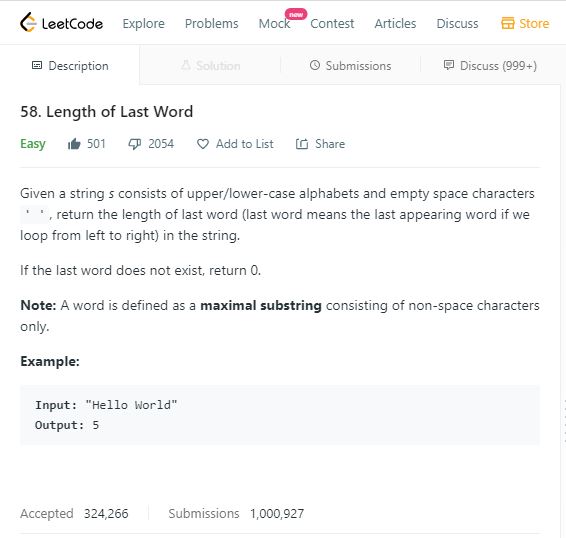 LeetCode Explore Problems Mock new Contest Articles Discuss Store
Description Solution Submissions Discuss (999+)
58. Length of Last Word
Easy 501 2054 Add to List Share
Given a string s consists of upper/lower-case alphabets and empty space characters
' ', return the length of last word (last word means the last appearing word if we
loop from left to right) in the string.
If the last word does not exist, return 0.
Note: A word is defined as a maximal substring consisting of non-space characters
only.
Example:
Input: "Hello World"
Output: 5
Accepted 324,266 Submissions 1,000,927